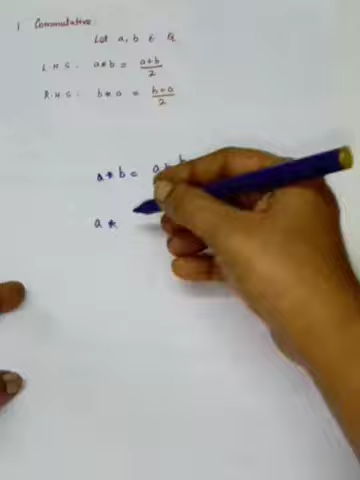 1 Commutative:
Let a, b ∈ Q
L.H.S: a*b = a+b/2
R.H.S: b*a = b+a/2
a*b = a+b
a *